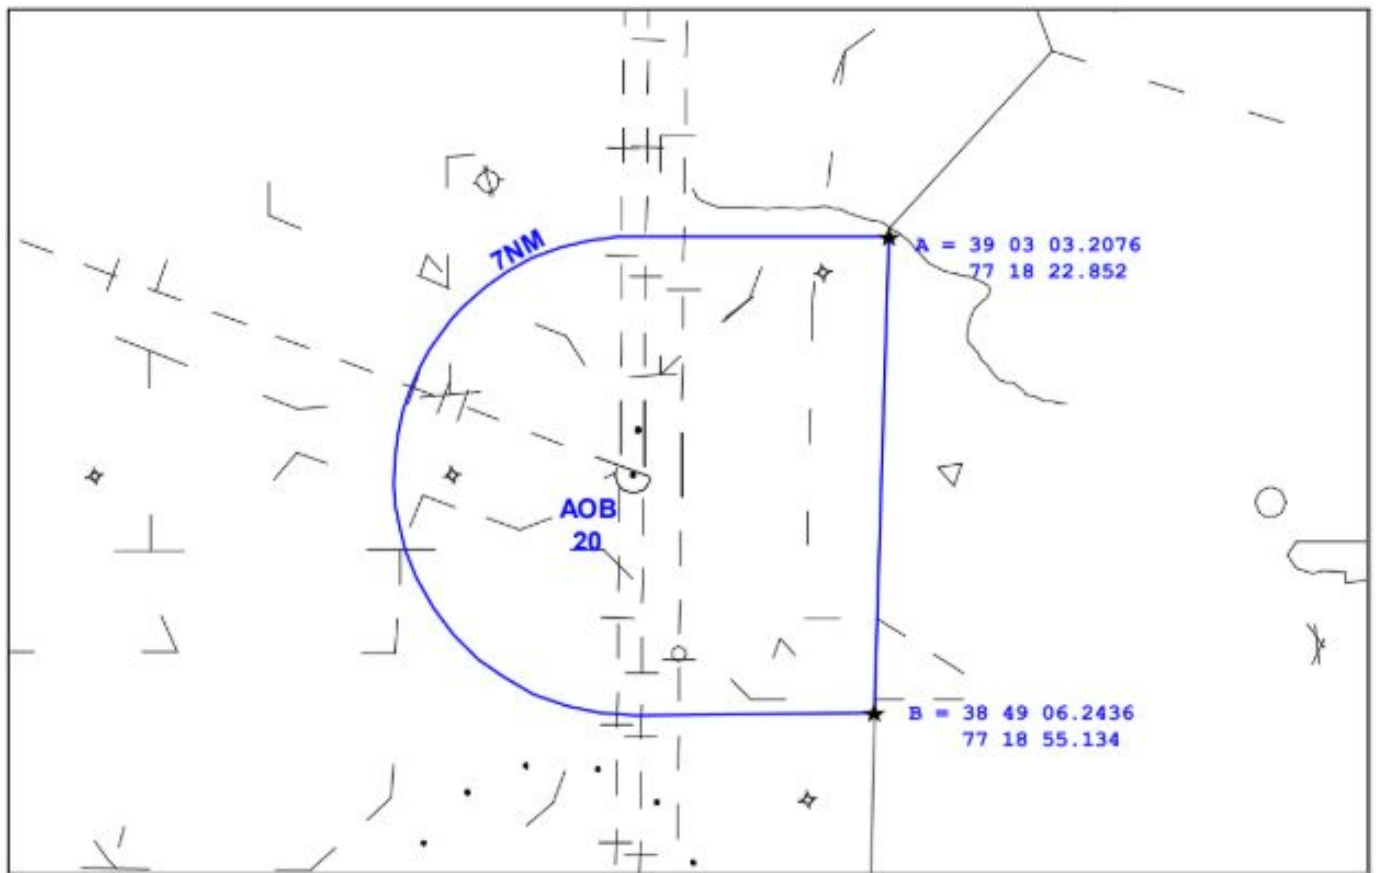 7NM
A = 39 03 03.2076
77 18 22.852
AOB
20
B = 38 49 06.2436
77 18 55.134